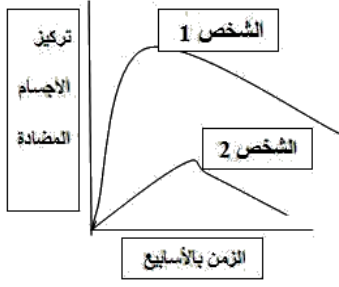 الشخص 1
تركيز
الأجسام
المضادة
الشخص 2
الزمن بالأسابيع